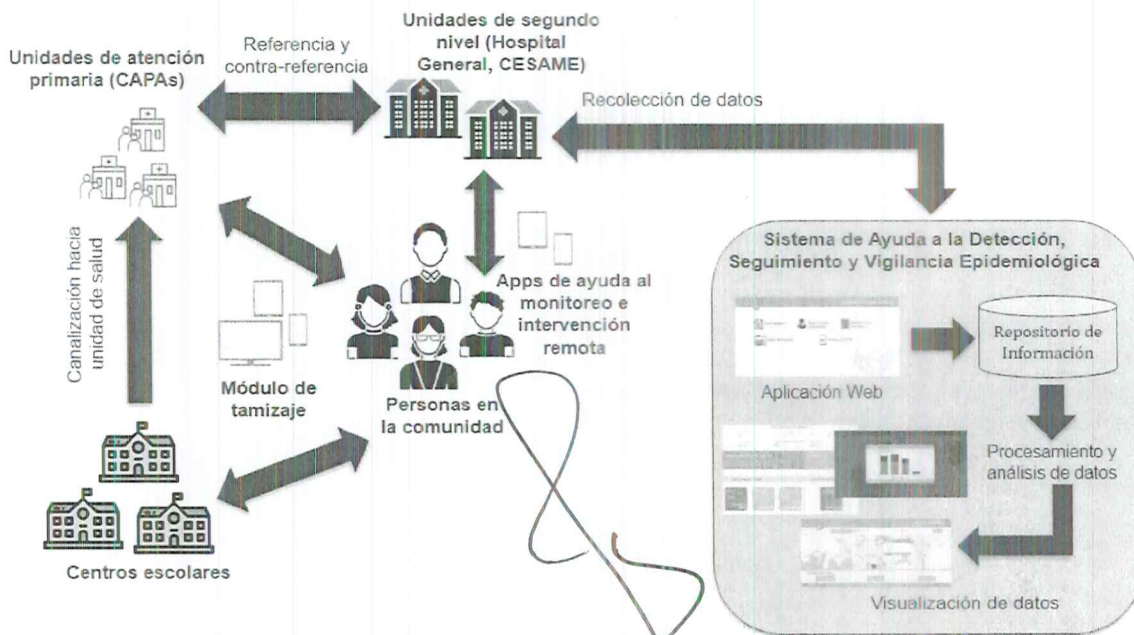 Unidades de atención
primaria (CAPAs)
Referencia y
contra-referencia
Unidades de segundo
nivel (Hospital
General, CESAME)
Recolección de datos
Canalización hacia
unidad de salud
Módulo de
tamizaje
Personas en
la comunidad
Apps de ayuda al
monitoreo e
intervención
remota
Centros escolares
Sistema de Ayuda a la Detección,
Seguimiento y Vigilancia Epidemiológica
Aplicación Web
Repositorio de
Información
Procesamiento y
análisis de datos
Visualización de datos